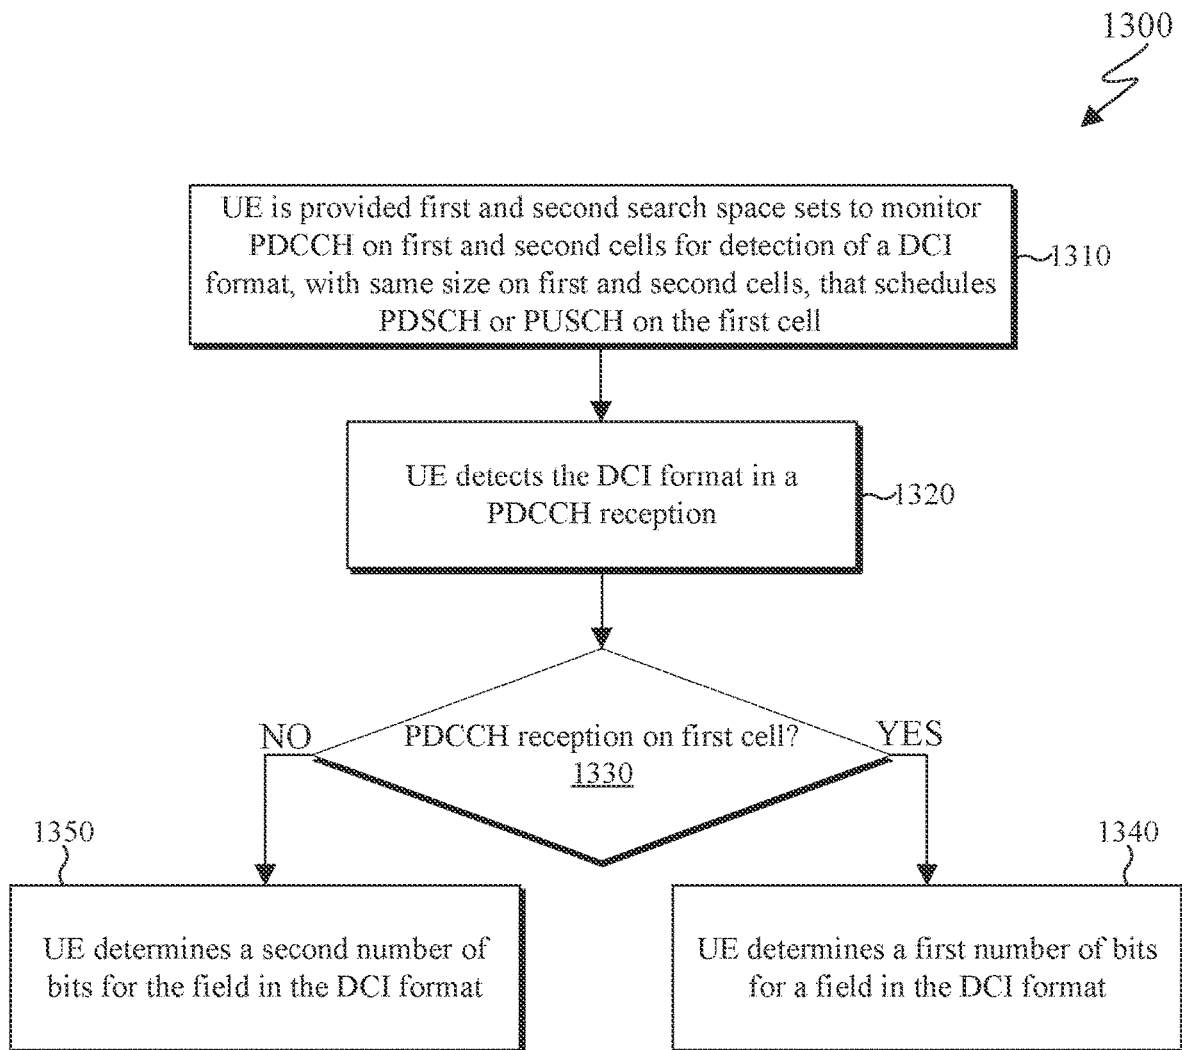 1300
UE is provided first and second search space sets to monitor
PDCCH on first and second cells for detection of a DCI
format, with same size on first and second cells, that schedules
PDSCH or PUSCH on the first cell
1310
UE detects the DCI format in a
PDCCH reception
1320
PDCCH reception on first cell?
1330
NO
YES
1350
UE determines a second number of
bits for the field in the DCI format
1340
UE determines a first number of bits
for a field in the DCI format